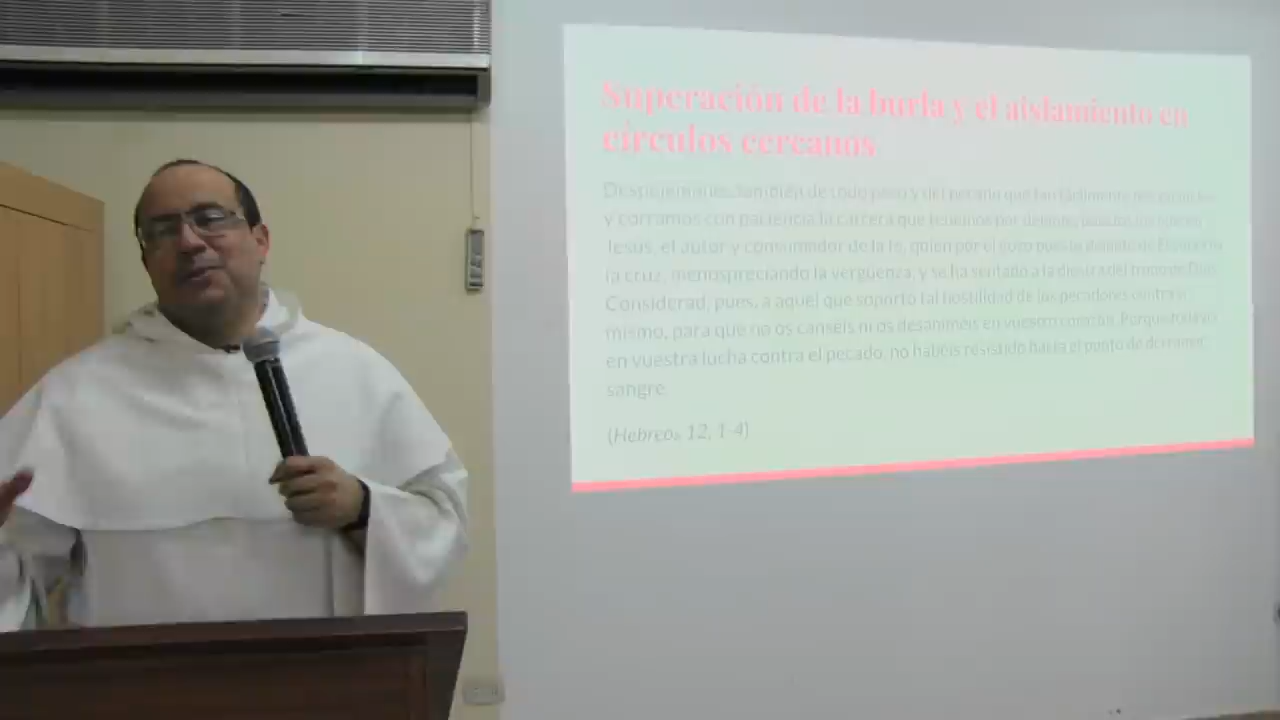 Superación de la burla y el aislamiento en
círculos cercanos
Despojémonos también de todo peso y del pecado que tan fácilmente nos
y corramos con paciencia la carrera que tenemos por delante, puestos los ojos en
Jesús, el autor y consumador de la fe, quien por el gozo puesto delante de Él soportó
la cruz, menospreciando la vergüenza, y se ha sentado a la diestra del trono de Dios.
Considerad, pues, a aquel que soportó tal hostilidad de los pecadores contra
mismo, para que no os canséis ni os desaniméis en vuestro corazón. Porque todavía,
en vuestra lucha contra el pecado, no habéis resistido hasta el punto de derramar
sangre.
(Hebreos 12, 1-4)